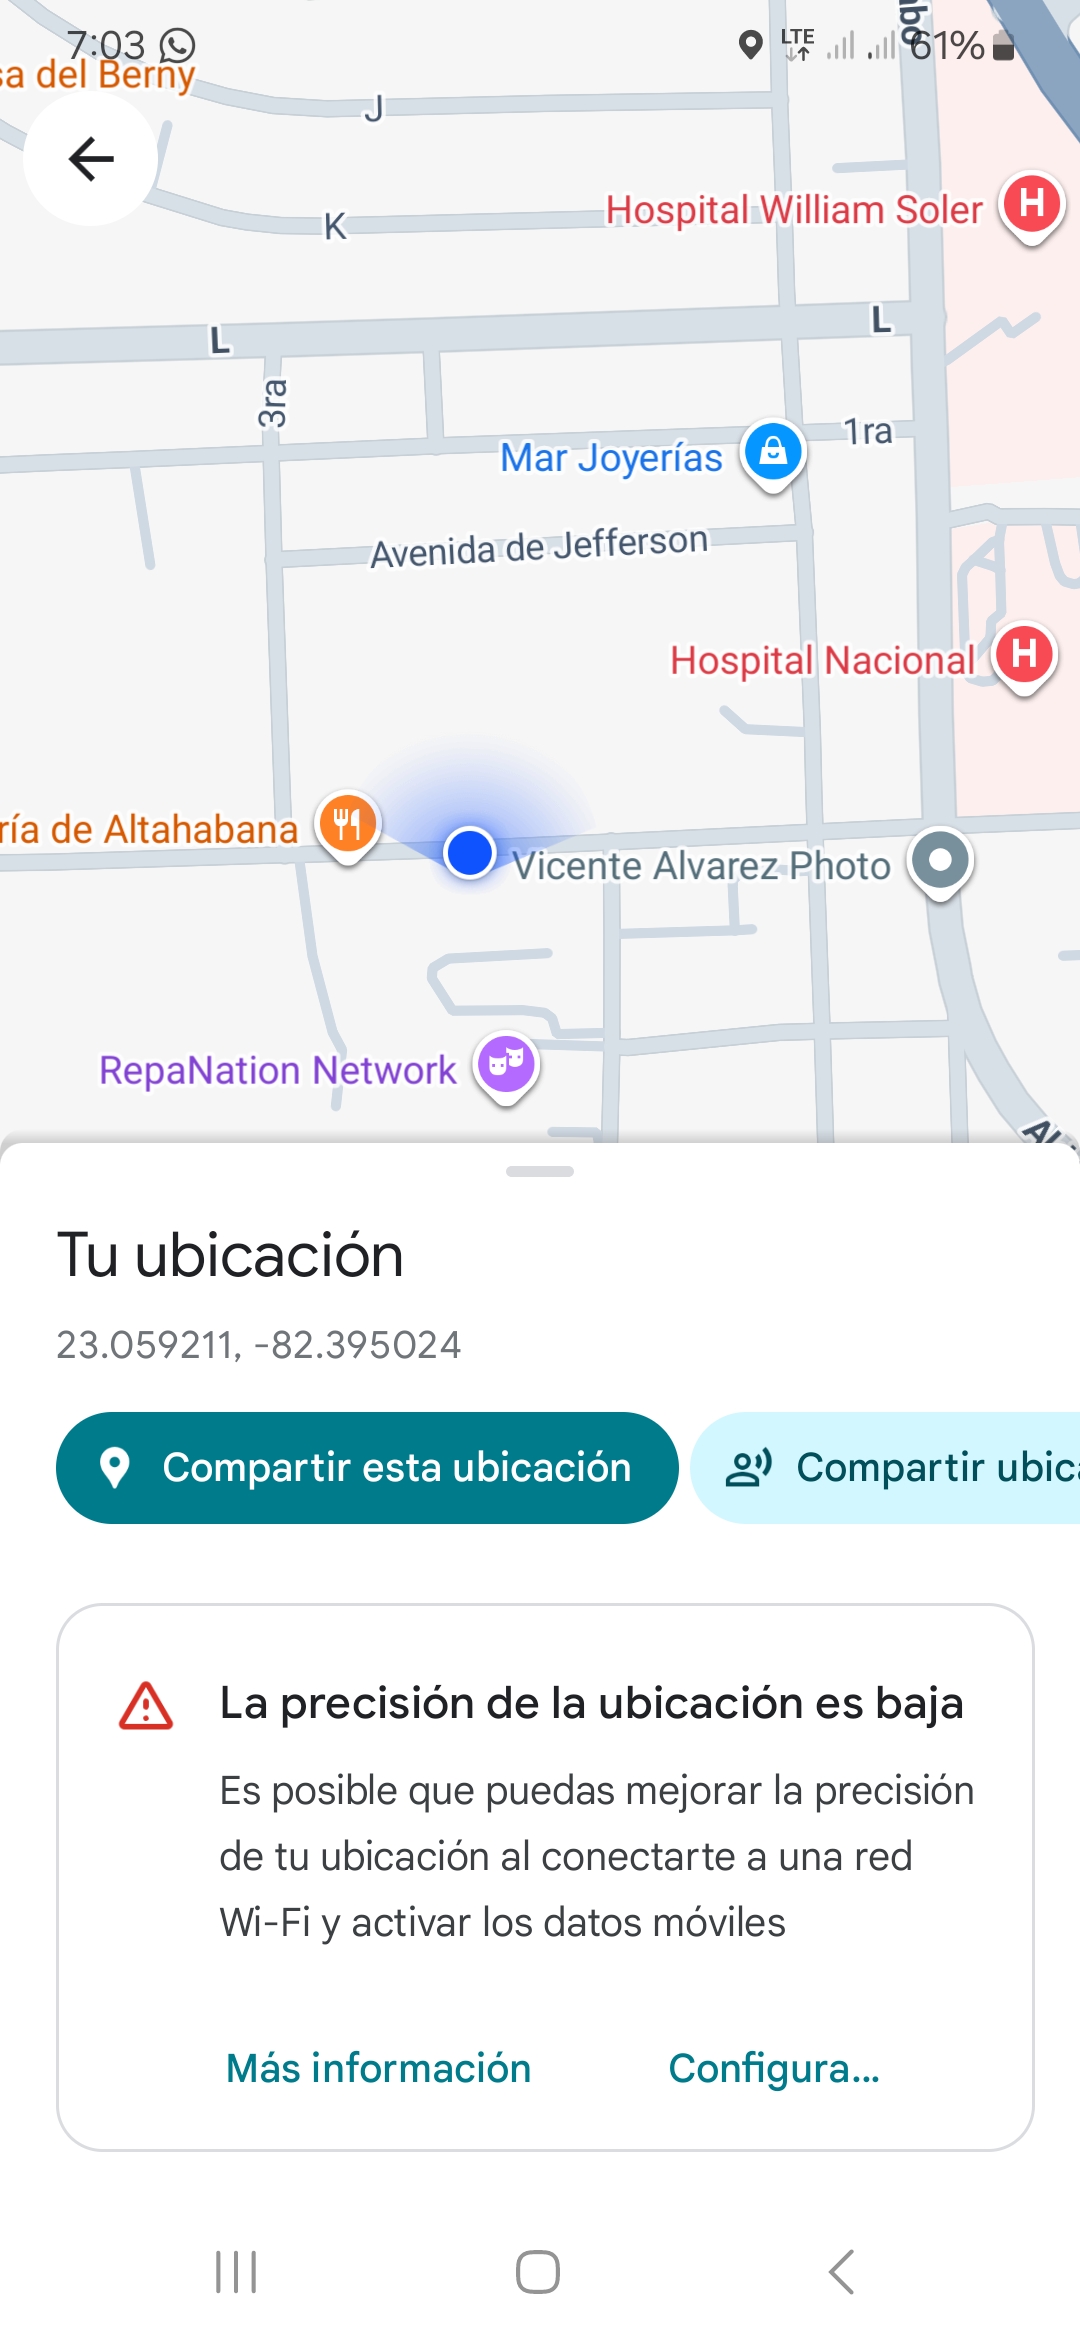 7:03
LTE
61%
sa del Berny
J
K
Hospital William Soler
H
L
L
3ra
1ra
Mar Joyerías
Avenida de Jefferson
Hospital Nacional
H
ría de Altahabana
Vicente Alvarez Photo
RepaNation Network
Tu ubicación
23.059211, -82.395024
Compartir esta ubicación
Compartir ubica
La precisión de la ubicación es baja
Es posible que puedas mejorar la precisión
de tu ubicación al conectarte a una red
Wi-Fi y activar los datos móviles
Más información
Configura...